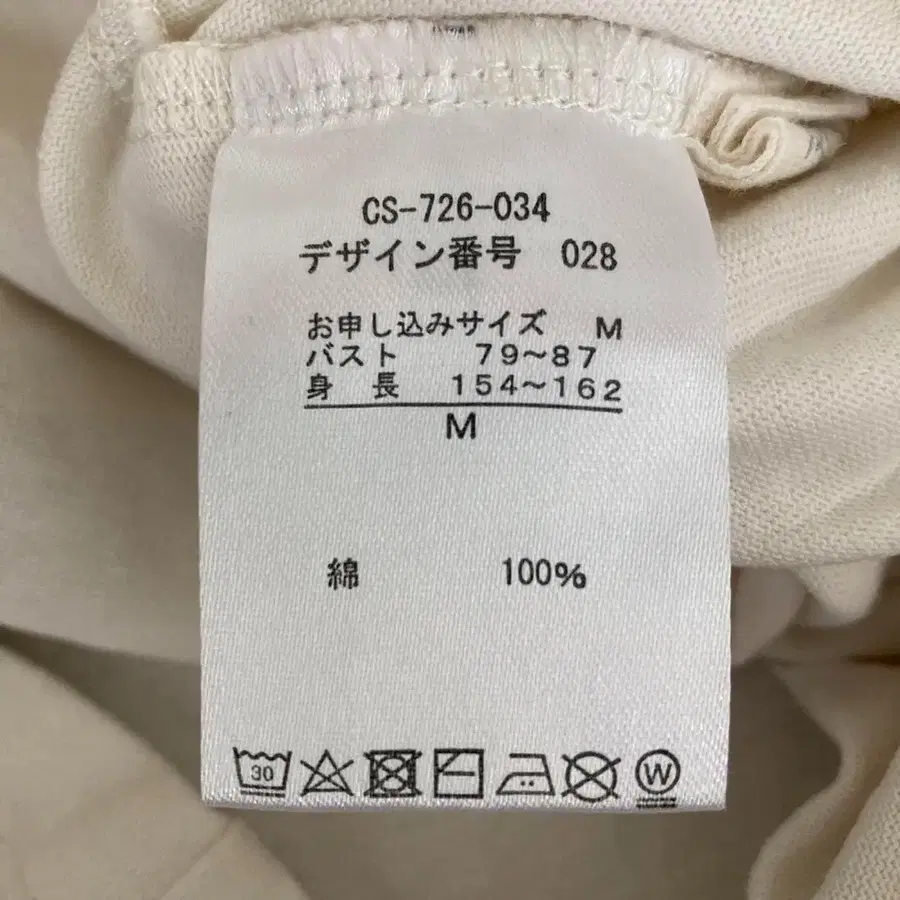 CS-726-034
デザイン番号 028
お申し込みサイズ M
バスト 79～87
身 長 154～162
M
綿 100%
30
W